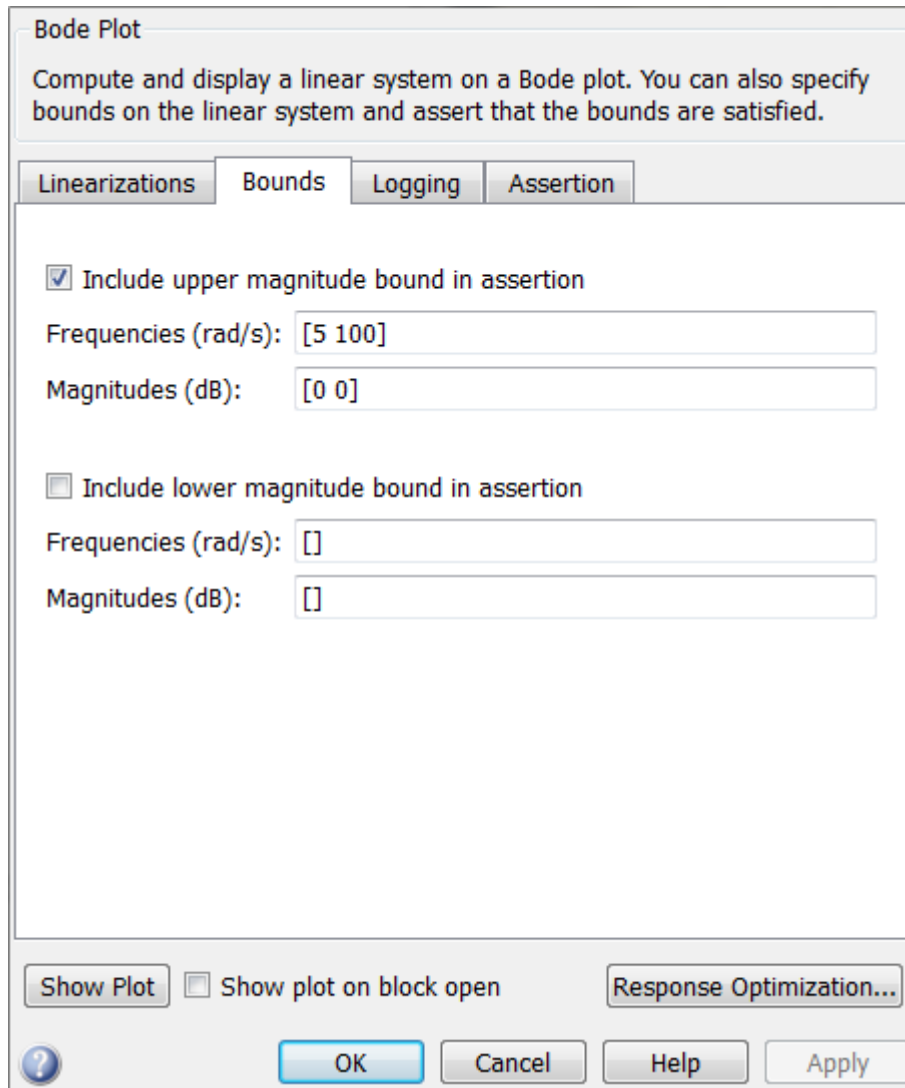 Bode Plot
Compute and display a linear system on a Bode plot. You can also specify
bounds on the linear system and assert that the bounds are satisfied.
Linearizations Bounds Logging Assertion
Include upper magnitude bound in assertion
Frequencies (rad/s): [5 100]
Magnitudes (dB): [0 0]
Include lower magnitude bound in assertion
Frequencies (rad/s): []
Magnitudes (dB): []
Show Plot Show plot on block open Response Optimization...
? OK Cancel Help Apply